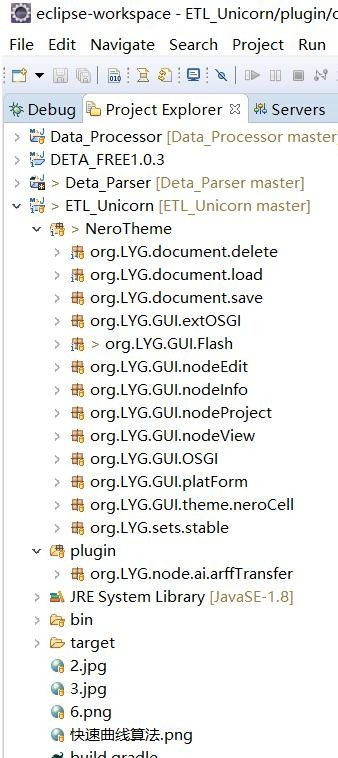 eclipse-workspace - ETL_Unicorn/plugin/o
File Edit Navigate Search Project Run
Debug Project Explorer Servers
Data_Processor [Data_Processor master
DETA_FREE1.0.3
> Deta_Parser [Deta_Parser master]
> ETL_Unicorn [ETL_Unicorn master]
> NeroTheme
org.LYG.document.delete
org.LYG.document.load
org.LYG.document.save
org.LYG.GUI.extOSGI
> org.LYG.GUI.Flash
org.LYG.GUI.nodeEdit
org.LYG.GUI.nodeInfo
org.LYG.GUI.nodeProject
org.LYG.GUI.nodeView
org.LYG.GUI.OSGI
org.LYG.GUI.platForm
org.LYG.GUI.theme.neroCell
org.LYG.sets.stable
plugin
org.LYG.node.ai.arffTransfer
JRE System Library [JavaSE-1.8]
bin
target
2.jpg
3.jpg
6.png
快速曲线算法.png
build.gradle